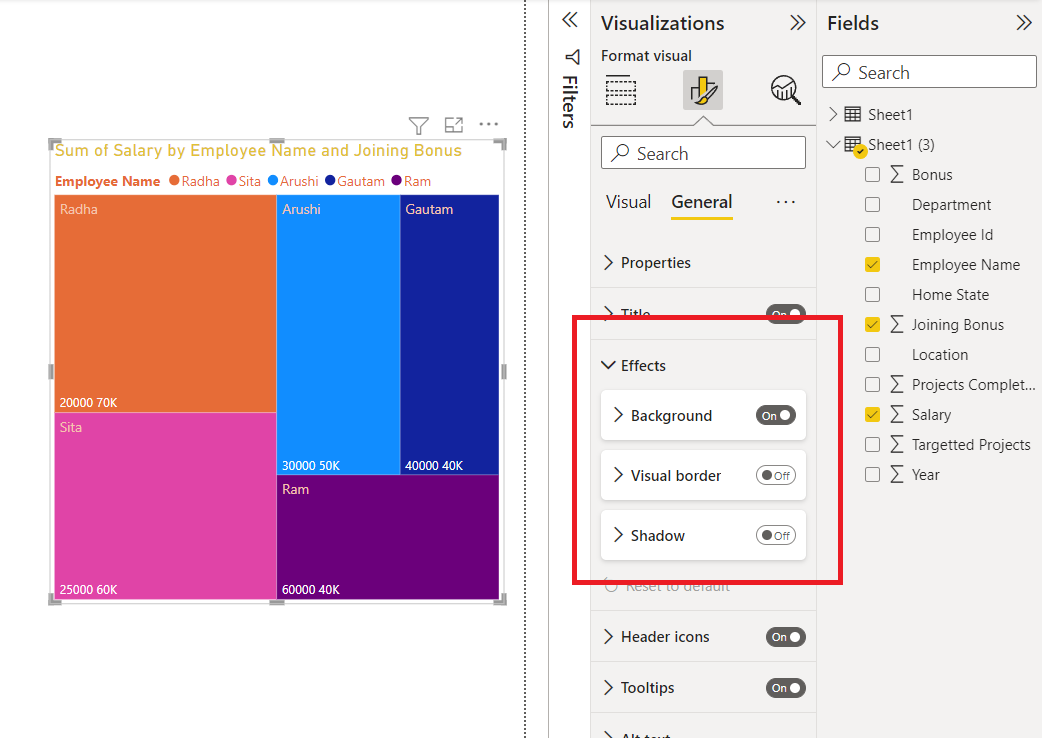 Sum of Salary by Employee Name and Joining Bonus
Employee Name Radha Sita Arushi Gautam Ram
Radha
20000 70K
Sita
25000 60K
Arushi
30000 50K
Gautam
40000 40K
Ram
60000 40K
Filters
Visualizations
Format visual
Search
Visual General
Properties
Title On
Effects
Background On
Visual border Off
Shadow Off
Reset to default
Header icons On
Tooltips On
Alt text
Fields
Search
Sheet1
Sheet1 (3)
Bonus
Department
Employee Id
Employee Name
Home State
Joining Bonus
Location
Projects Complet...
Salary
Targetted Projects
Year